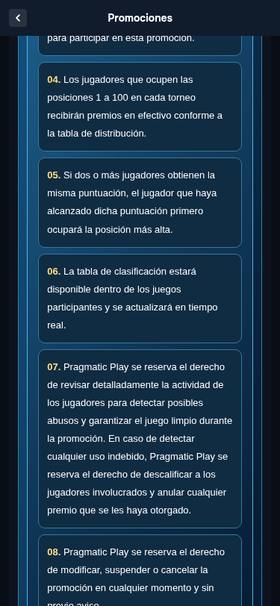 Promociones
para participar en esta promoción.
04. Los jugadores que ocupen las
posiciones 1 a 100 en cada torneo
recibirán premios en efectivo conforme a
la tabla de distribución.
05. Si dos o más jugadores obtienen la
misma puntuación, el jugador que haya
alcanzado dicha puntuación primero
ocupará la posición más alta.
06. La tabla de clasificación estará
disponible dentro de los juegos
participantes y se actualizará en tiempo
real.
07. Pragmatic Play se reserva el derecho
de revisar detalladamente la actividad de
los jugadores para detectar posibles
abusos y garantizar el juego limpio durante
la promoción. En caso de detectar
cualquier uso indebido, Pragmatic Play se
reserva el derecho de descalificar a los
jugadores involucrados y anular cualquier
premio que se les haya otorgado.
08. Pragmatic Play se reserva el derecho
de modificar, suspender o cancelar la
promoción en cualquier momento y sin
previo aviso.